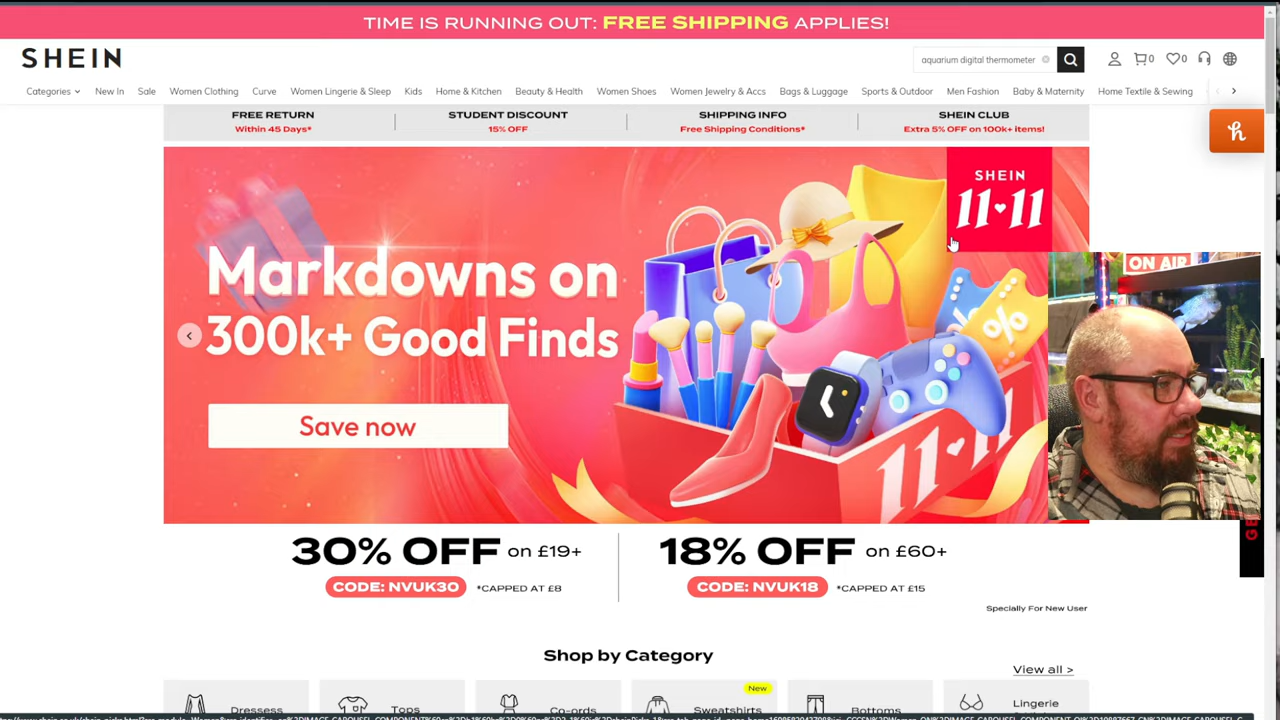 TIME IS RUNNING OUT: FREE SHIPPING APPLIES!
SHEIN
aquarium digital thermometer
0
0
Categories
New In
Sale
Women Clothing
Curve
Women Lingerie & Sleep
Kids
Home & Kitchen
Beauty & Health
Women Shoes
Women Jewelry & Accs
Bags & Luggage
Sports & Outdoor
Men Fashion
Baby & Maternity
Home Textile & Sewing
FREE RETURN
Within 45 Days*
STUDENT DISCOUNT
15% OFF
SHIPPING INFO
Free Shipping Conditions*
SHEIN CLUB
Extra 5% OFF on 100k+ items!
h
SHEIN
11♥11
Markdowns on
300k+ Good Finds
Save now
%
11♥11
ON AIR
30% OFF on £19+
CODE: NVUK30 *CAPPED AT £8
18% OFF on £60+
CODE: NVUK18 *CAPPED AT £15
Specially For New User
Shop by Category
View all >
Dresses
Tops
Co-ords
New
Sweatshirts
Bottoms
Lingerie